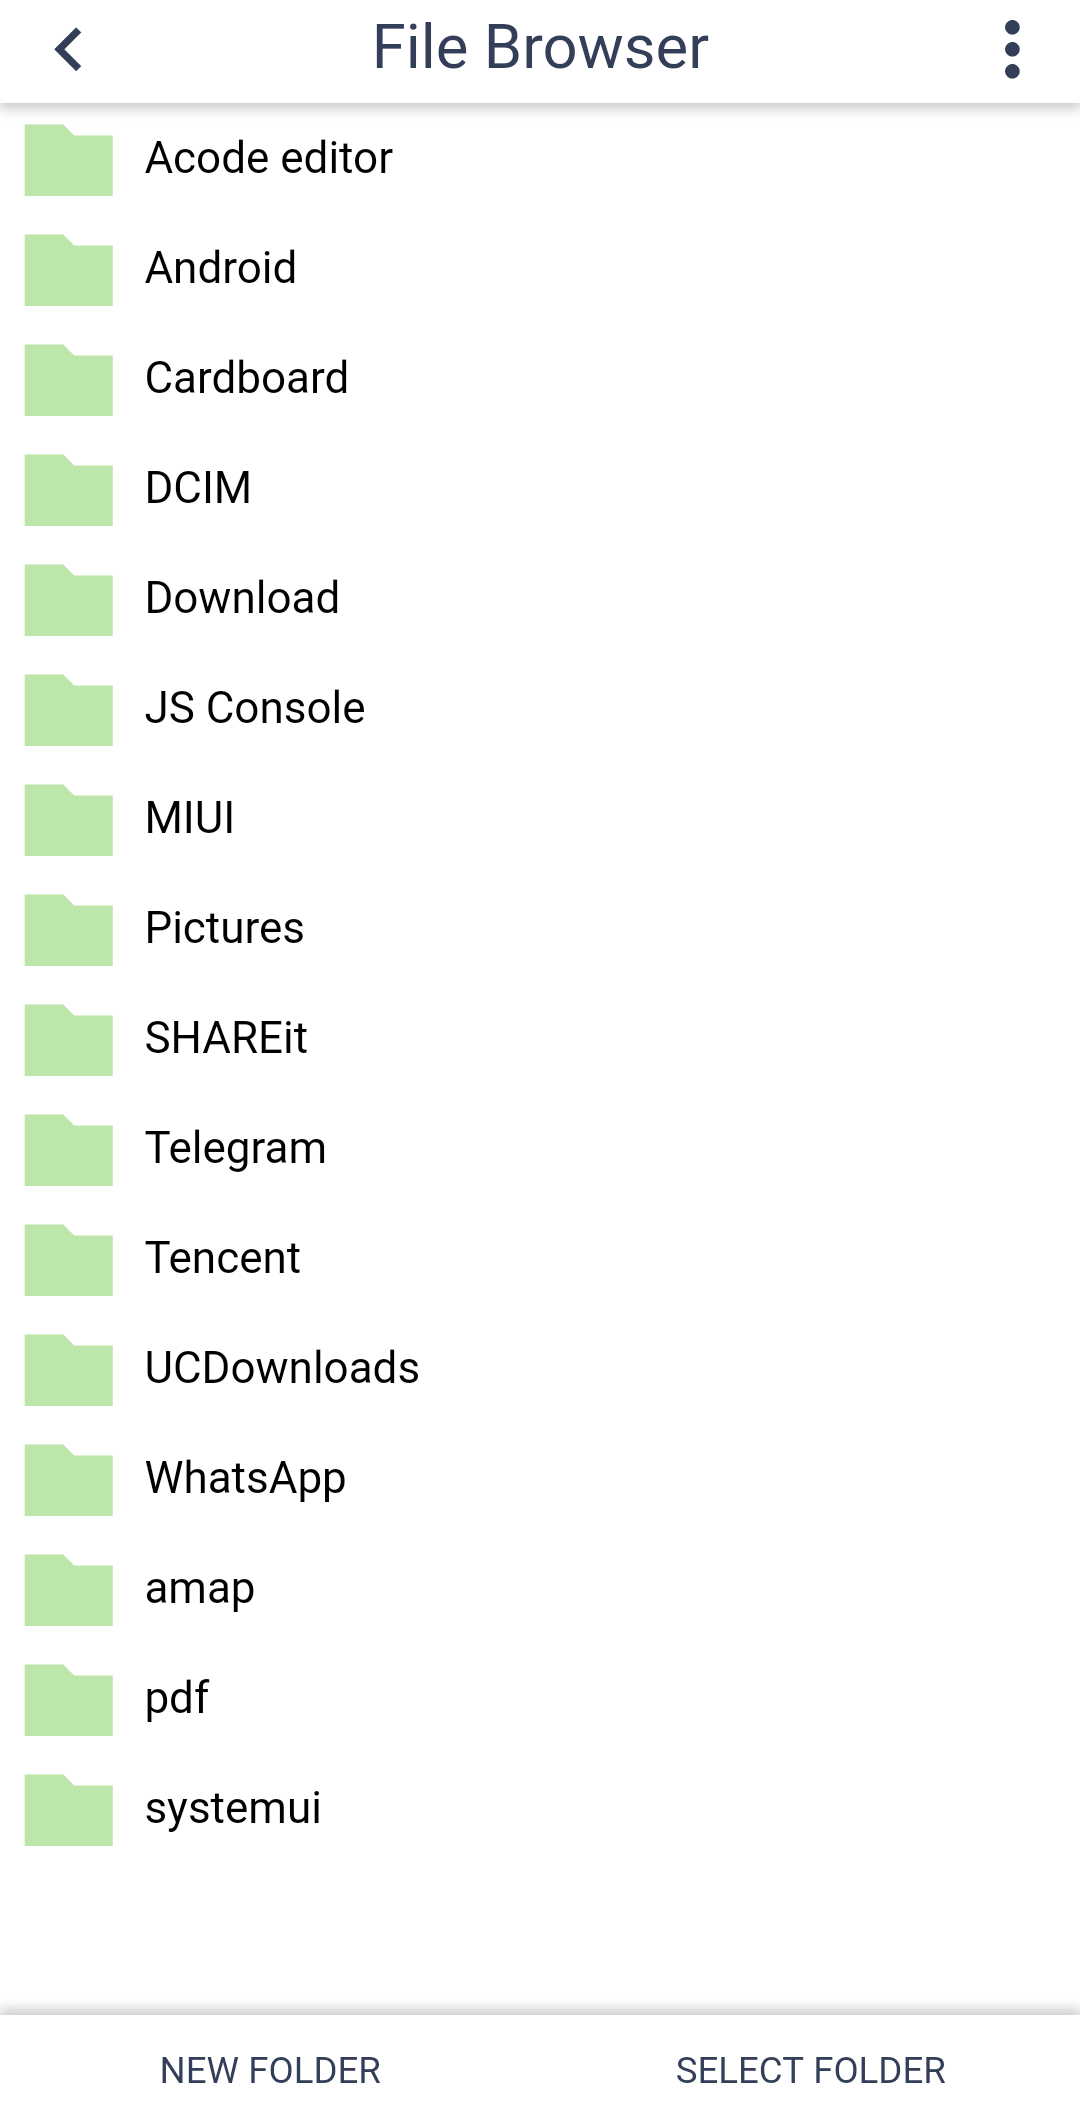 File Browser
Acode editor
Android
Cardboard
DCIM
Download
JS Console
MIUI
Pictures
SHAREit
Telegram
Tencent
UCDownloads
WhatsApp
amap
pdf
systemui
NEW FOLDER
SELECT FOLDER